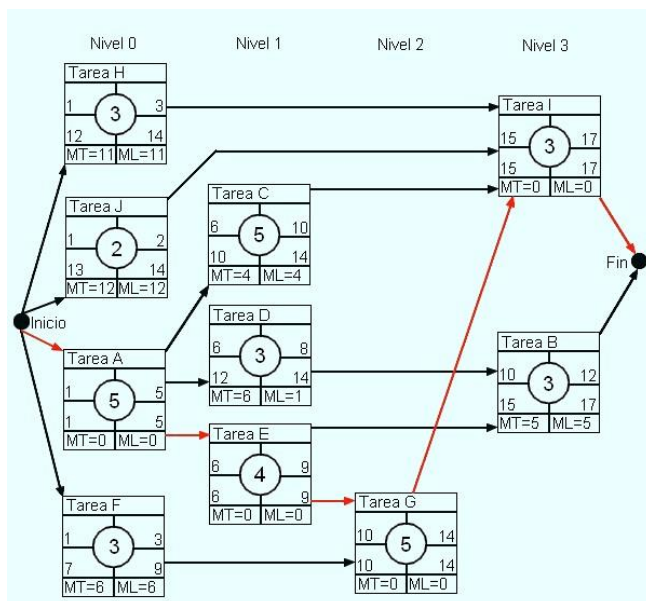 Nivel 0 Nivel 1 Nivel 2 Nivel 3
Tarea H
1 3 3
12 14
MT=11 ML=11
Tarea J
1 2 2
13 14
MT=12 ML=12
Inicio
Tarea A
1 5 5
1 5
MT=0 ML=0
Tarea F
1 3 3
7 9
MT=6 ML=6
Tarea C
6 5 10
10 14
MT=4 ML=4
Tarea D
6 3 8
12 14
MT=6 ML=1
Tarea E
6 4 9
6 9
MT=0 ML=0
Tarea G
10 5 14
10 14
MT=0 ML=0
Tarea I
15 3 17
15 17
MT=0 ML=0
Fin
Tarea B
10 3 12
15 17
MT=5 ML=5